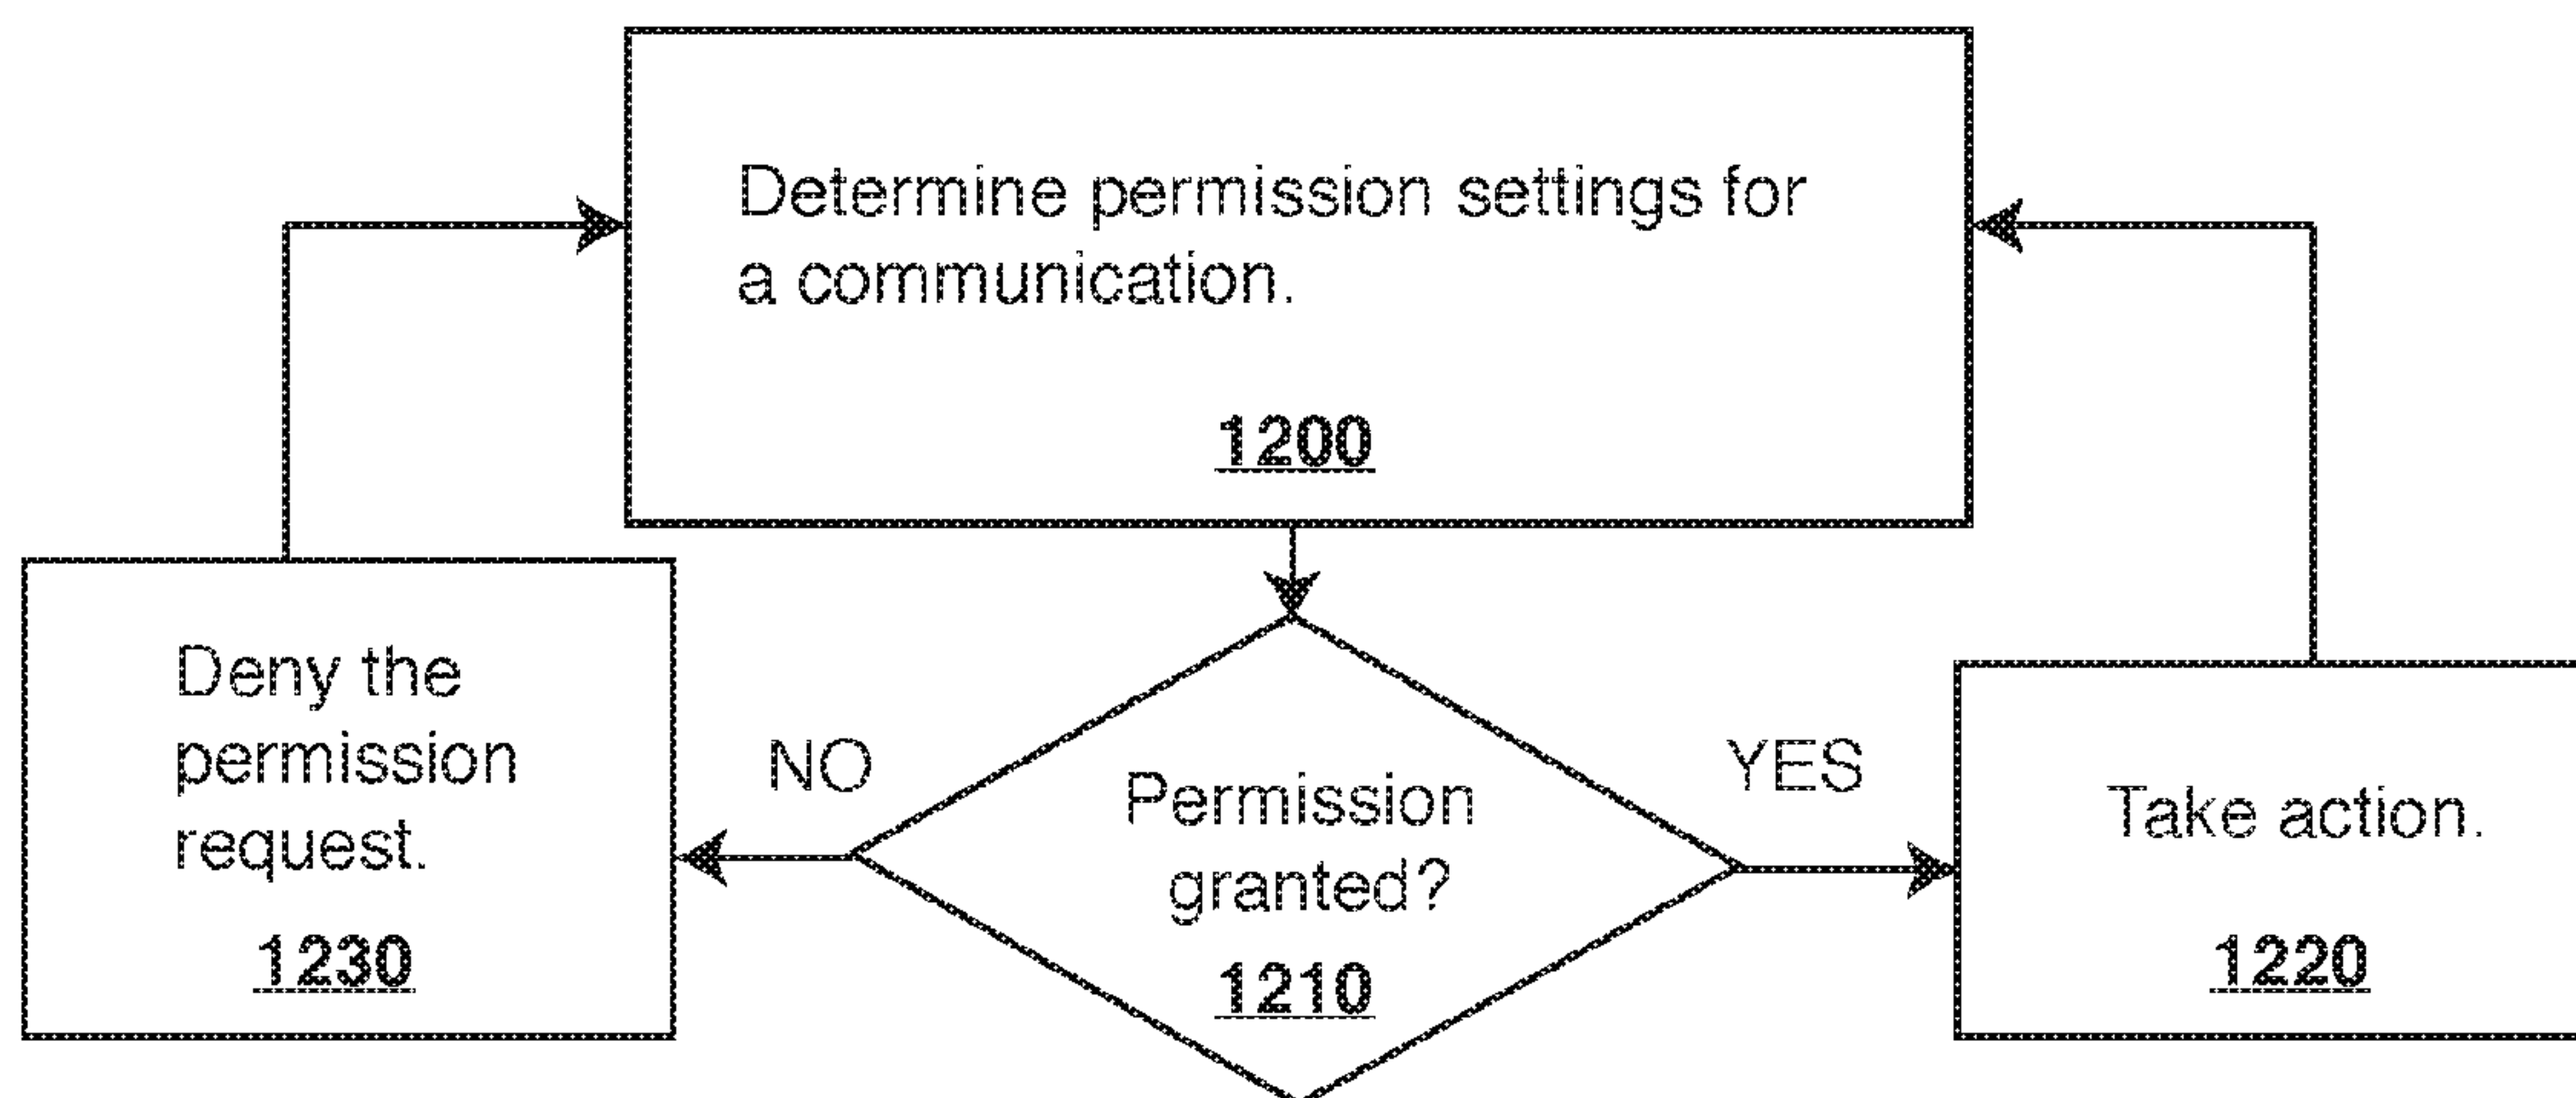 Determine permission settings for
a communication.
1200
Deny the
permission
request.
1230
NO
Permission
granted?
1210
YES
Take action.
1220